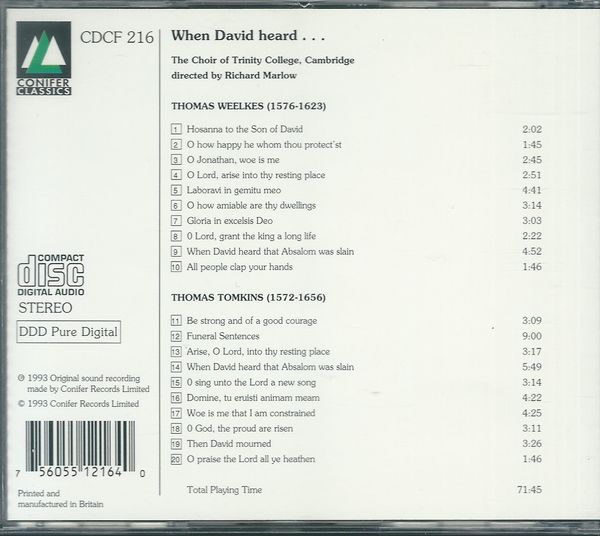 CDCF 216
CONIFER
CLASSICS
When David heard . . .
The Choir of Trinity College, Cambridge
directed by Richard Marlow
THOMAS WEELKES (1576-1623)
1 Hosanna to the Son of David 2:02
2 O how happy he whom thou protect'st 1:45
3 O Jonathan, woe is me 2:45
4 O Lord, arise into thy resting place 2:51
5 Laboravi in gemitu meo 4:41
6 O how amiable are thy dwellings 3:14
7 Gloria in excelsis Deo 3:03
8 0 Lord, grant the king a long life 2:22
9 When David heard that Absalom was slain 4:52
10 All people clap your hands 1:46
THOMAS TOMKINS (1572-1656)
11 Be strong and of a good courage 3:09
12 Funeral Sentences 9:00
13 Arise, O Lord, into thy resting place 3:17
14 When David heard that Absalom was slain 5:49
15 0 sing unto the Lord a new song 3:14
16 Domine, tu eruisti animam meam 4:22
17 Woe is me that I am constrained 4:25
18 0 God, the proud are risen 3:11
19 Then David mourned 3:26
20 O praise the Lord all ye heathen 1:46
Total Playing Time 71:45
COMPACT
disc
DIGITAL AUDIO
STEREO
DDD Pure Digital
℗ 1993 Original sound recording
made by Conifer Records Limited
© 1993 Conifer Records Limited
7 56055 12164 0
Printed and
manufactured in Britain